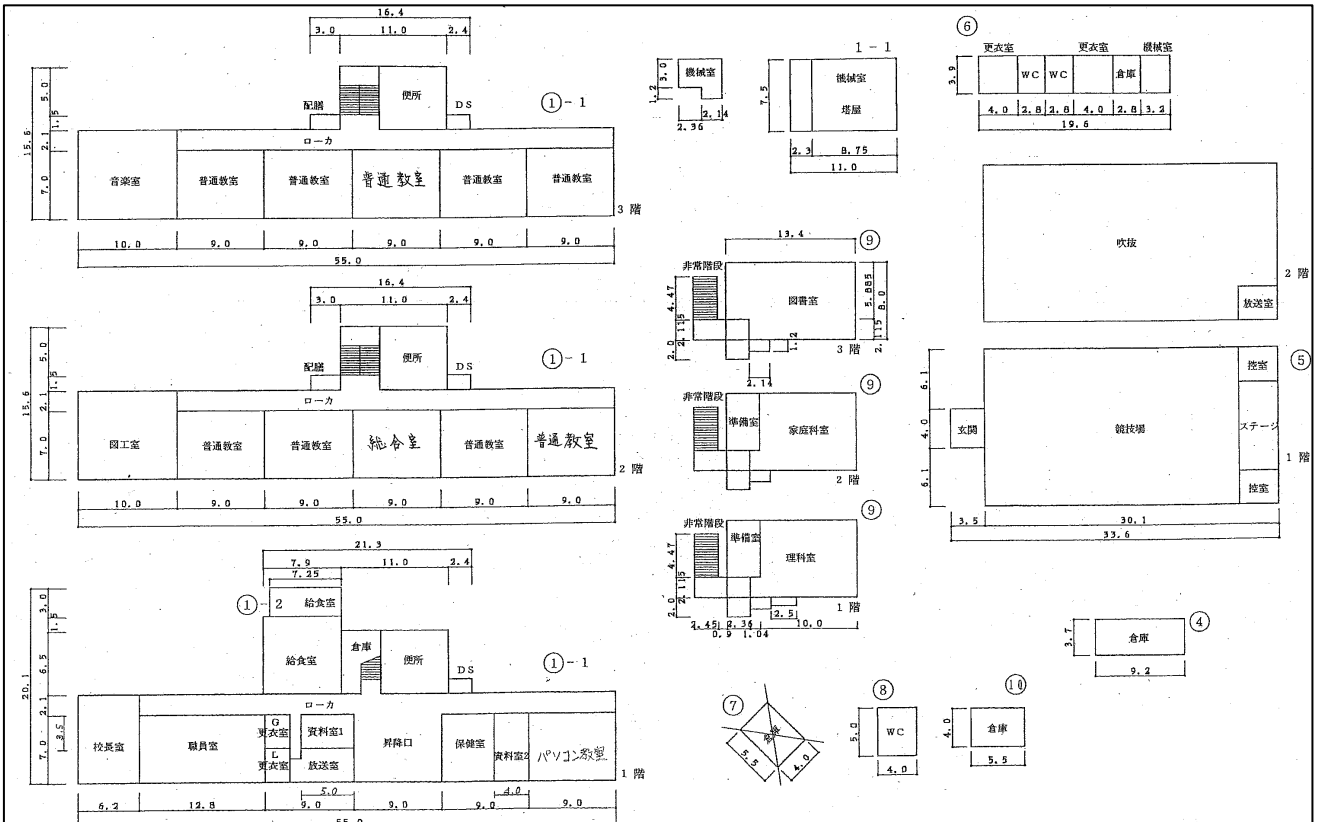 16.4
3.0 11.0 2.4
15.6
5.0
1.5
2.1
7.0
配膳
便所
DS
①-1
ローカ
音楽室 普通教室 普通教室 普通教室 普通教室 普通教室
3階
10.0 9.0 9.0 9.0 9.0 9.0
55.0
16.4
3.0 11.0 2.4
15.6
5.0
1.5
2.1
7.0
配膳
便所
DS
①-1
ローカ
図工室 普通教室 普通教室 総合室 普通教室 普通教室
2階
10.0 9.0 9.0 9.0 9.0 9.0
55.0
21.3
7.9 11.0 2.4
7.25
20.1
3.0
1.5
6.5
2.1
7.0
3.5
①-2 給食室
給食室
倉庫
便所
DS
①-1
ローカ
校長室 職員室
G更衣室
L更衣室
資料室1
放送室
昇降口
保健室
資料室2
パソコン教室
1階
5.0 4.0
6.2 12.8 9.0 9.0 9.0 9.0
55.0
機械室
3.0
1.2
2.14
2.36
1-1
機械室
塔屋
7.5
2.3 8.75
11.0
13.4
⑨
非常階段
図書室
4.47
2.115
2.0
5.885
8.0
2.115
1.2
3階
2.14
⑨
非常階段
準備室
家庭科室
2階
⑨
非常階段
準備室
理科室
4.47
2.115
2.0
1階
2.5
2.45 2.36 10.0
0.9 1.04
⑥
更衣室 更衣室 機械室
WC WC 倉庫
3.9
4.0 2.8 2.8 4.0 2.8 3.2
19.6
吹抜
放送室
2階
⑤
6.1
4.0
6.1
玄関
競技場
控室
ステージ
控室
1階
3.5 30.1
33.6
④
倉庫
3.7
9.2
⑦
5.5
4.0
⑧
WC
5.0
4.0
⑩
倉庫
4.0
5.5